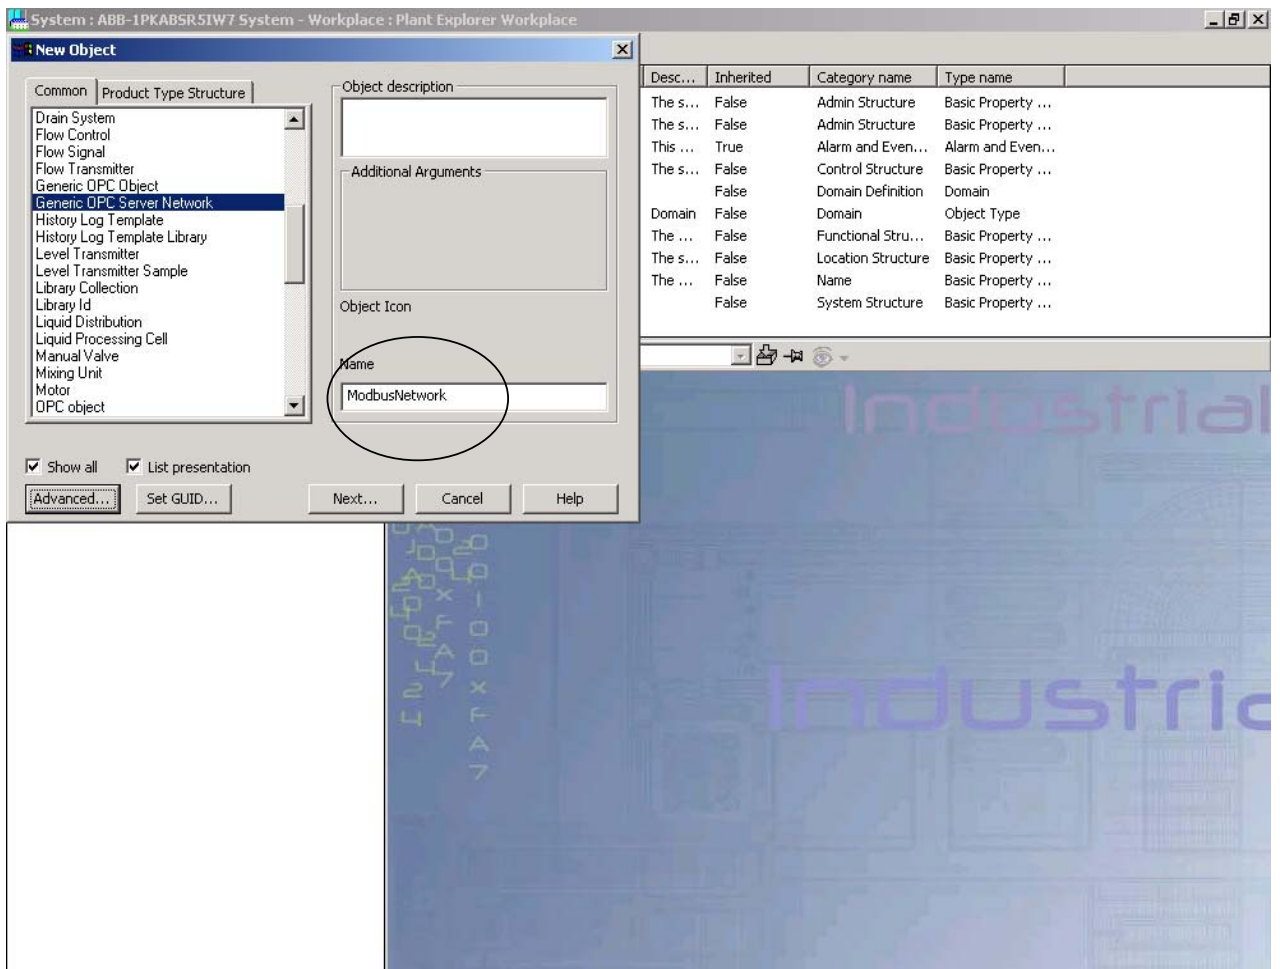 System : ABB-1PKABSR5IW7 System - Workplace : Plant Explorer Workplace
New Object
Common Product Type Structure
Drain System
Flow Control
Flow Signal
Flow Transmitter
Generic OPC Object
Generic OPC Server Network
History Log Template
History Log Template Library
Level Transmitter
Level Transmitter Sample
Library Collection
Library Id
Liquid Distribution
Liquid Processing Cell
Manual Valve
Mixing Unit
Motor
OPC object
Object description
Additional Arguments
Object Icon
Name
ModbusNetwork
Show all List presentation
Advanced... Set GUID... Next... Cancel Help
Desc... Inherited Category name Type name
The s... False Admin Structure Basic Property ...
The s... False Admin Structure Basic Property ...
This ... True Alarm and Even... Alarm and Even...
The s... False Control Structure Basic Property ...
False Domain Definition Domain
Domain False Domain Object Type
The ... False Functional Stru... Basic Property ...
The s... False Location Structure Basic Property ...
The ... False Name Basic Property ...
False System Structure Basic Property ...
Industrial
Industri